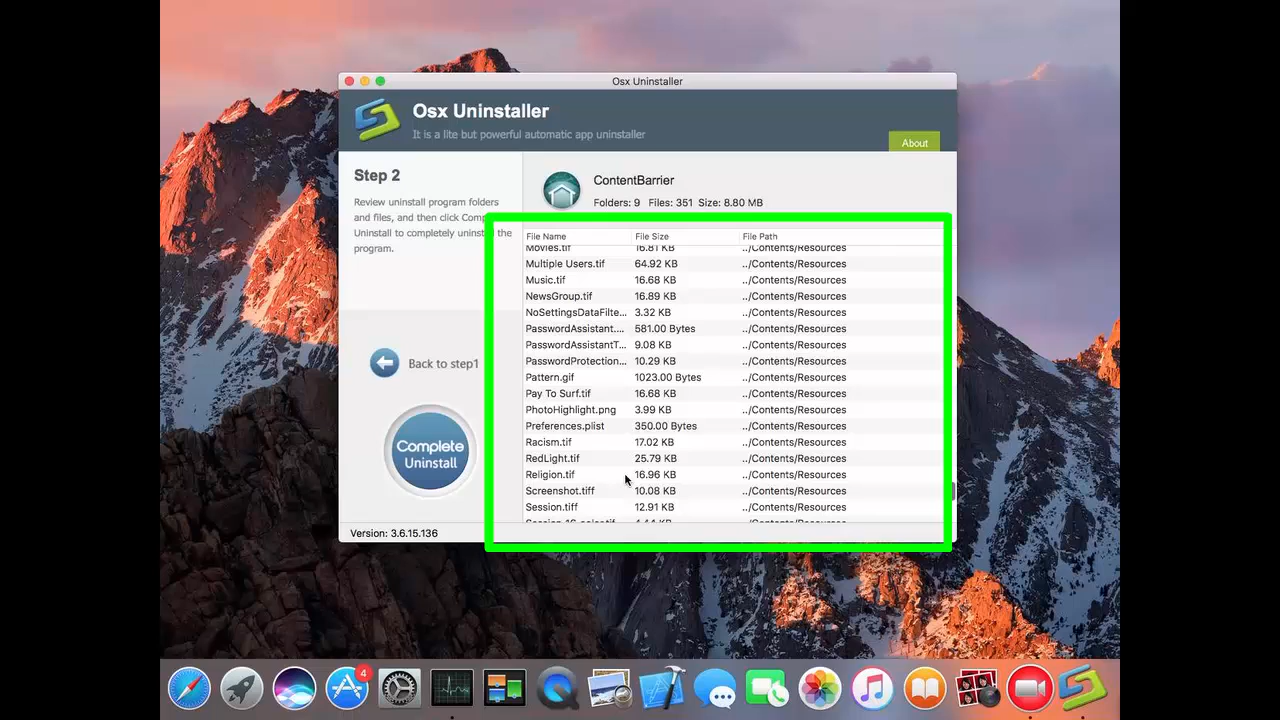 Osx Uninstaller
Osx Uninstaller
It is a lite but powerful automatic app uninstaller
About
Step 2
Review uninstall program folders
and files, and then click Comp
Uninstall to completely uninst the
program.
Back to step1
Complete
Uninstall
Version: 3.6.15.136
ContentBarrier
Folders: 9 Files: 351 Size: 8.80 MB
File Name File Size File Path
Movies.tif 16.81 KB ../Contents/Resources
Multiple Users.tif 64.92 KB ../Contents/Resources
Music.tif 16.68 KB ../Contents/Resources
NewsGroup.tif 16.89 KB ../Contents/Resources
NoSettingsDataFilte... 3.32 KB ../Contents/Resources
PasswordAssistant.... 581.00 Bytes ../Contents/Resources
PasswordAssistantT... 9.08 KB ../Contents/Resources
PasswordProtection... 10.29 KB ../Contents/Resources
Pattern.gif 1023.00 Bytes ../Contents/Resources
Pay To Surf.tif 16.68 KB ../Contents/Resources
PhotoHighlight.png 3.99 KB ../Contents/Resources
Preferences.plist 350.00 Bytes ../Contents/Resources
Racism.tif 17.02 KB ../Contents/Resources
RedLight.tif 25.79 KB ../Contents/Resources
Religion.tif 16.96 KB ../Contents/Resources
Screenshot.tiff 10.08 KB ../Contents/Resources
Session.tiff 12.91 KB ../Contents/Resources
4